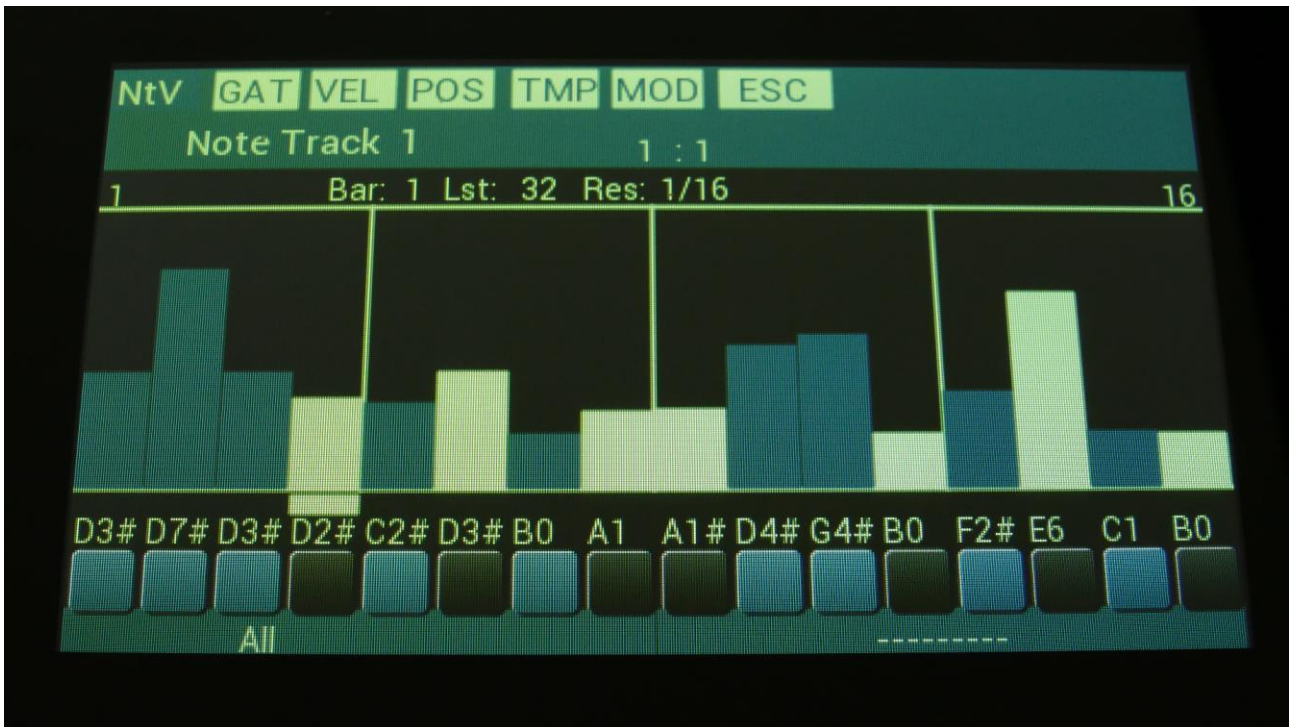 NtV GAT VEL POS TMP MOD ESC
Note Track 1 1 : 1
1 Bar: 1 Lst: 32 Res: 1/16 16
D3# D7# D3# D2# C2# D3# B0 A1 A1# D4# G4# B0 F2# E6 C1 B0
All ---------